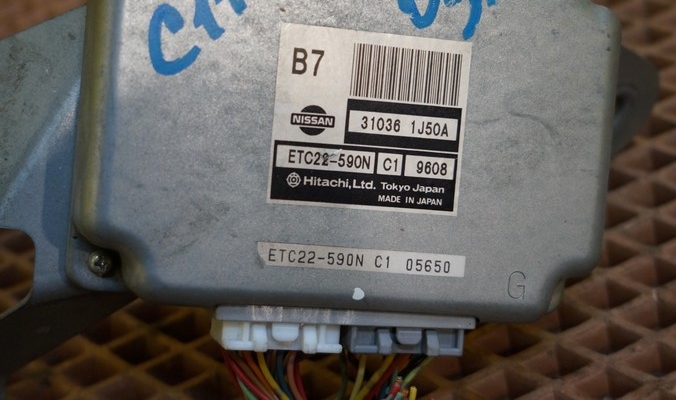 B7
NISSAN
31036 1J50A
ETC22-590N C1 9608
Hitachi, Ltd. Tokyo Japan
MADE IN JAPAN
ETC22-590N C1 05650
G